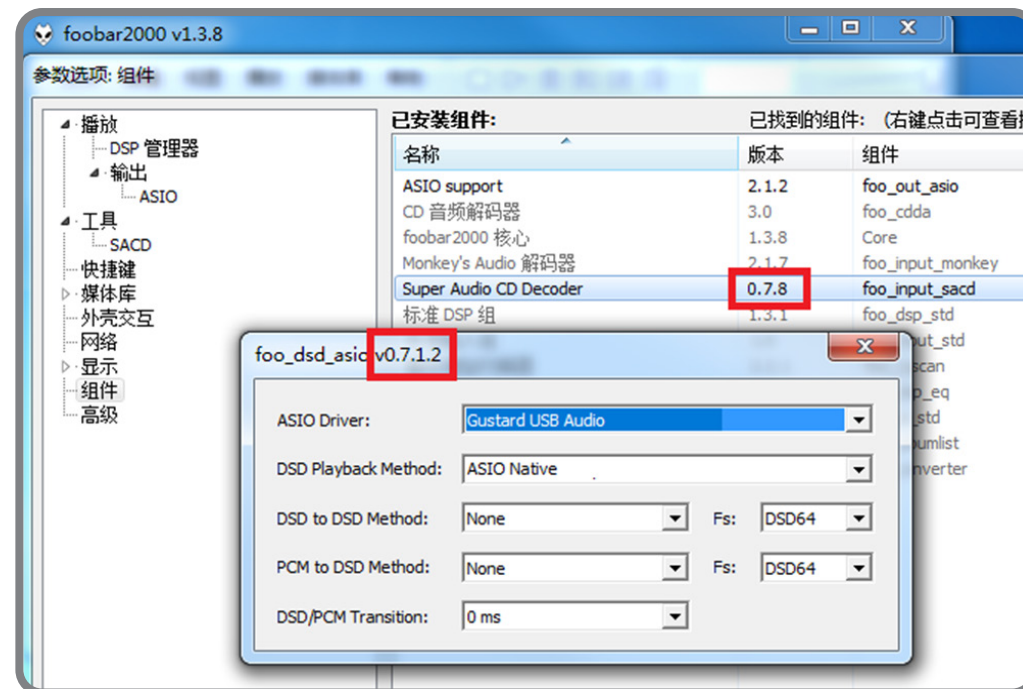 foobar2000 v1.3.8
参数选项: 组件
播放
DSP 管理器
输出
ASIO
工具
SACD
快捷键
媒体库
外壳交互
网络
显示
组件
高级
已安装组件: 已找到的组件: (右键点击可查看
名称 版本 组件
ASIO support 2.1.2 foo_out_asio
CD 音频解码器 3.0 foo_cdda
foobar2000 核心 1.3.8 Core
Monkey's Audio 解码器 2.1.7 foo_input_monkey
Super Audio CD Decoder 0.7.8 foo_input_sacd
标准 DSP 组 1.3.1 foo_dsp_std
ut_std
scan
p_eq
_std
umlist
nverter
foo_dsd_asio v0.7.1.2
ASIO Driver: Gustard USB Audio
DSD Playback Method: ASIO Native
DSD to DSD Method: None Fs: DSD64
PCM to DSD Method: None Fs: DSD64
DSD/PCM Transition: 0 ms